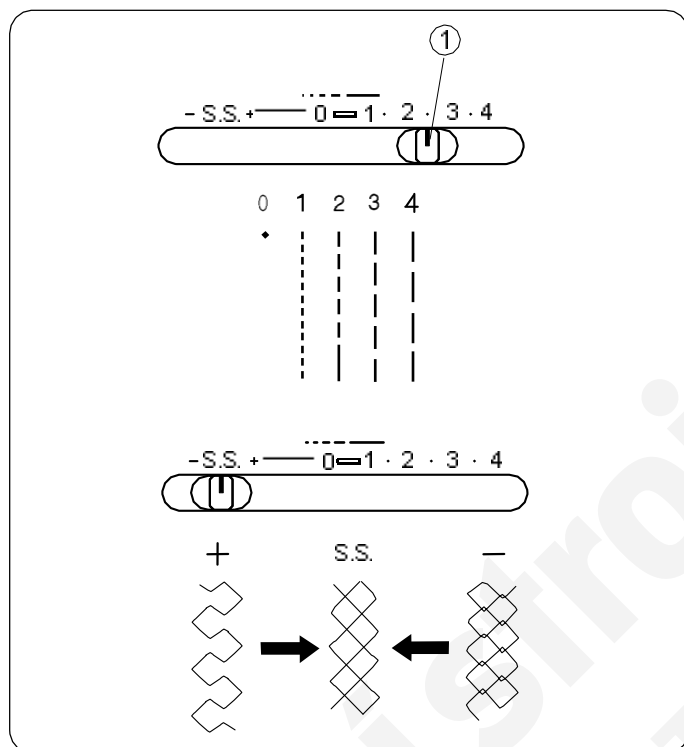 ①
- S.S. + 0 1 · 2 · 3 · 4
0 1 2 3 4
- S.S. + 0 1 · 2 · 3 · 4
+ S.S. −